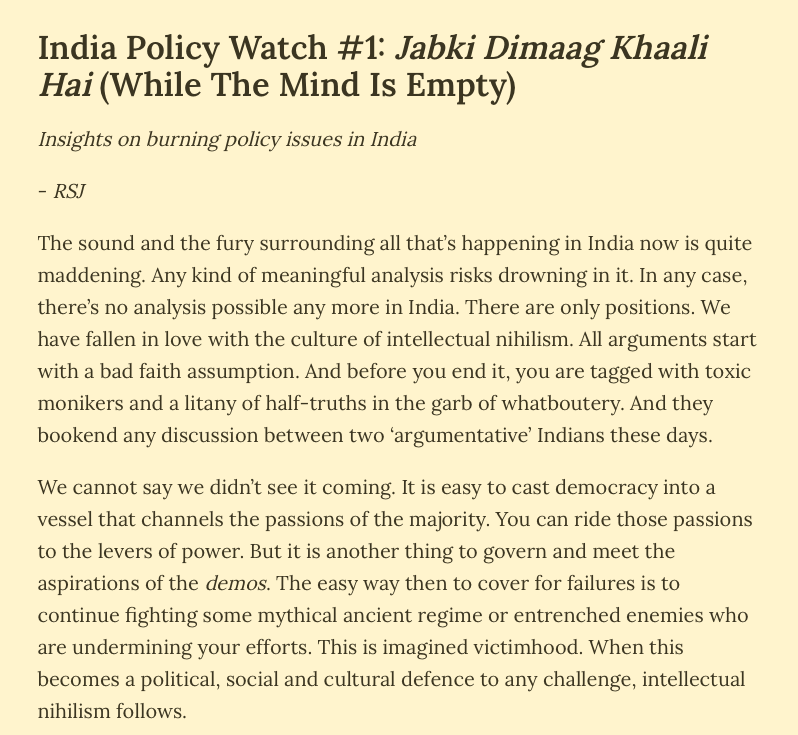 India Policy Watch #1: Jabki Dimaag Khaali
Hai (While The Mind Is Empty)
Insights on burning policy issues in India
- RSJ
The sound and the fury surrounding all that’s happening in India now is quite
maddening. Any kind of meaningful analysis risks drowning in it. In any case,
there’s no analysis possible any more in India. There are only positions. We
have fallen in love with the culture of intellectual nihilism. All arguments start
with a bad faith assumption. And before you end it, you are tagged with toxic
monikers and a litany of half-truths in the garb of whatboutery. And they
bookend any discussion between two ‘argumentative’ Indians these days.
We cannot say we didn’t see it coming. It is easy to cast democracy into a
vessel that channels the passions of the majority. You can ride those passions
to the levers of power. But it is another thing to govern and meet the
aspirations of the demos. The easy way then to cover for failures is to
continue fighting some mythical ancient regime or entrenched enemies who
are undermining your efforts. This is imagined victimhood. When this
becomes a political, social and cultural defence to any challenge, intellectual
nihilism follows.